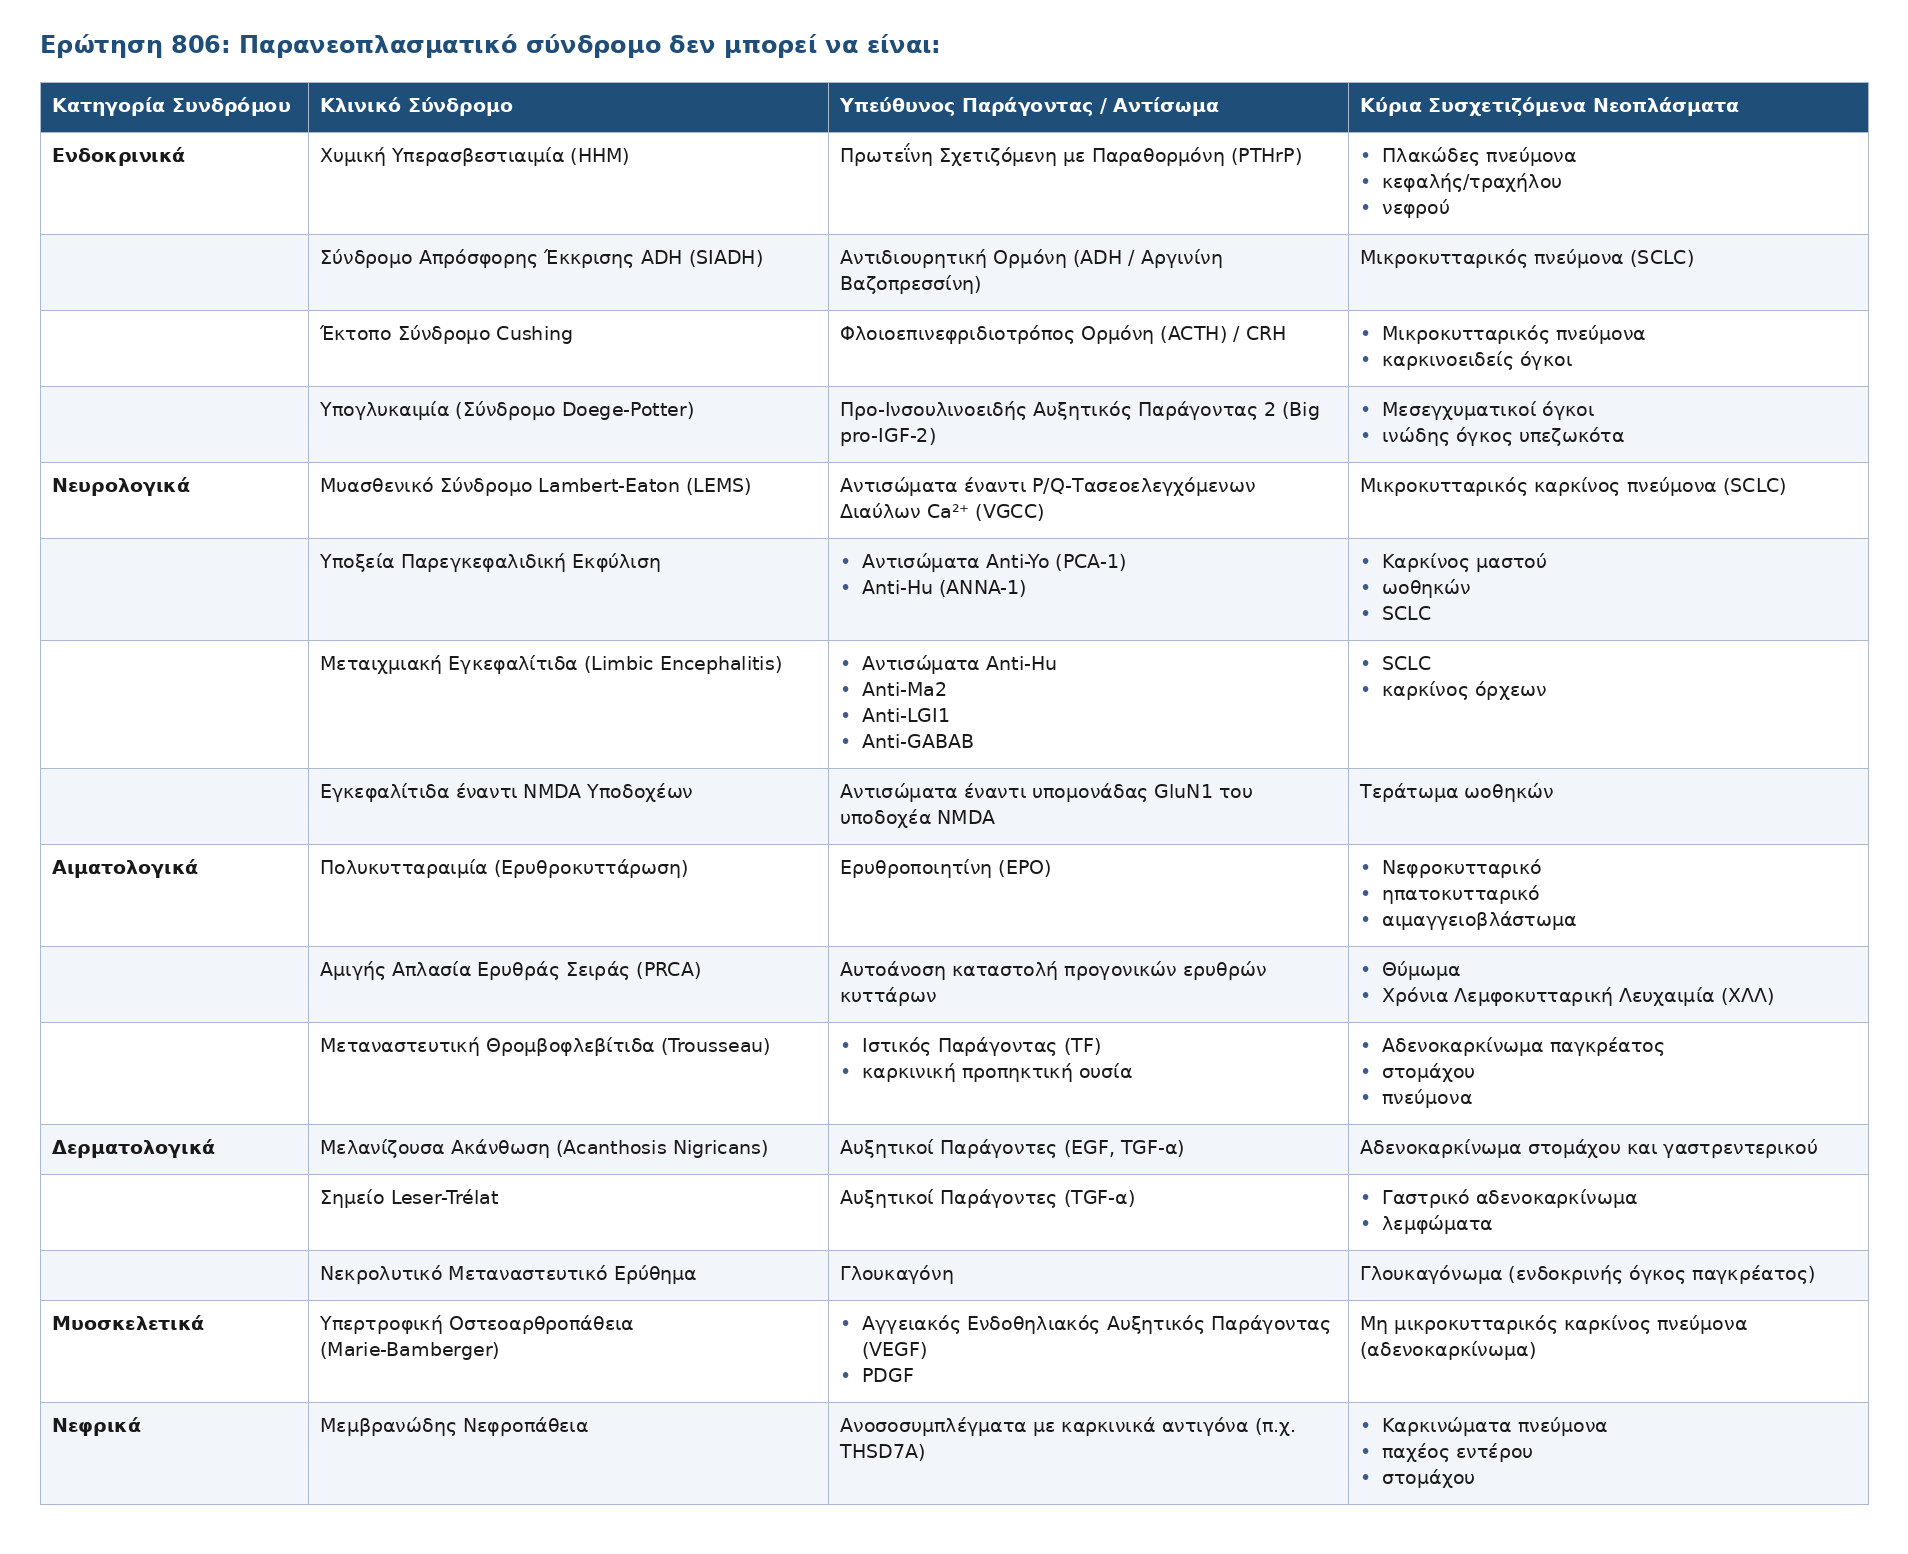 Ερώτηση 806: Παρανεοπλασματικό σύνδρομο δεν μπορεί να είναι:
Κατηγορία Συνδρόμου
Κλινικό Σύνδρομο
Υπεύθυνος Παράγοντας / Αντίσωμα
Κύρια Συσχετιζόμενα Νεοπλάσματα
Ενδοκρινικά
Χυμική Υπερασβεστιαιμία (HHM)
Πρωτεΐνη Σχετιζόμενη με Παραθορμόνη (PTHrP)
• Πλακώδες πνεύμονα
• κεφαλής/τραχήλου
• νεφρού
Σύνδρομο Απρόσφορης Έκκρισης ADH (SIADH)
Αντιδιουρητική Ορμόνη (ADH / Αργινίνη
Βαζοπρεσσίνη)
Μικροκυτταρικός πνεύμονα (SCLC)
Έκτοπο Σύνδρομο Cushing
Φλοιοεπινεφριδιοτρόπος Ορμόνη (ACTH) / CRH
• Μικροκυτταρικός πνεύμονα
• καρκινοειδείς όγκοι
Υπογλυκαιμία (Σύνδρομο Doege-Potter)
Προ-Ινσουλινοειδής Αυξητικός Παράγοντας 2 (Big
pro-IGF-2)
• Μεσεγχυματικοί όγκοι
• ινώδης όγκος υπεζωκότα
Νευρολογικά
Μυασθενικό Σύνδρομο Lambert-Eaton (LEMS)
Αντισώματα έναντι P/Q-Τασεοελεγχόμενων
Διαύλων Ca²⁺ (VGCC)
Μικροκυτταρικός καρκίνος πνεύμονα (SCLC)
Υποξεία Παρεγκεφαλιδική Εκφύλιση
• Αντισώματα Anti-Yo (PCA-1)
• Anti-Hu (ANNA-1)
• Καρκίνος μαστού
• ωοθηκών
• SCLC
Μεταιχμιακή Εγκεφαλίτιδα (Limbic Encephalitis)
• Αντισώματα Anti-Hu
• Anti-Ma2
• Anti-LGI1
• Anti-GABAB
• SCLC
• καρκίνος όρχεων
Εγκεφαλίτιδα έναντι NMDA Υποδοχέων
Αντισώματα έναντι υπομονάδας GluN1 του
υποδοχέα NMDA
Τεράτωμα ωοθηκών
Αιματολογικά
Πολυκυτταραιμία (Ερυθροκυττάρωση)
Ερυθροποιητίνη (EPO)
• Νεφροκυτταρικό
• ηπατοκυτταρικό
• αιμαγγειοβλάστωμα
Αμιγής Απλασία Ερυθράς Σειράς (PRCA)
Αυτοάνοση καταστολή προγονικών ερυθρών
κυττάρων
• Θύμωμα
• Χρόνια Λεμφοκυτταρική Λευχαιμία (ΧΛΛ)
Μεταναστευτική Θρομβοφλεβίτιδα (Trousseau)
• Ιστικός Παράγοντας (TF)
• καρκινική προπηκτική ουσία
• Αδενοκαρκίνωμα παγκρέατος
• στομάχου
• πνεύμονα
Δερματολογικά
Μελανίζουσα Ακάνθωση (Acanthosis Nigricans)
Αυξητικοί Παράγοντες (EGF, TGF-α)
Αδενοκαρκίνωμα στομάχου και γαστρεντερικού
Σημείο Leser-Trélat
Αυξητικοί Παράγοντες (TGF-α)
• Γαστρικό αδενοκαρκίνωμα
• λεμφώματα
Νεκρολυτικό Μεταναστευτικό Ερύθημα
Γλουκαγόνη
Γλουκαγόνωμα (ενδοκρινής όγκος παγκρέατος)
Μυοσκελετικά
Υπερτροφική Οστεοαρθροπάθεια
(Marie-Bamberger)
• Αγγειακός Ενδοθηλιακός Αυξητικός Παράγοντας
(VEGF)
• PDGF
Μη μικροκυτταρικός καρκίνος πνεύμονα
(αδενοκαρκίνωμα)
Νεφρικά
Μεμβρανώδης Νεφροπάθεια
Ανοσοσυμπλέγματα με καρκινικά αντιγόνα (π.χ.
THSD7A)
• Καρκινώματα πνεύμονα
• παχέος εντέρου
• στομάχου